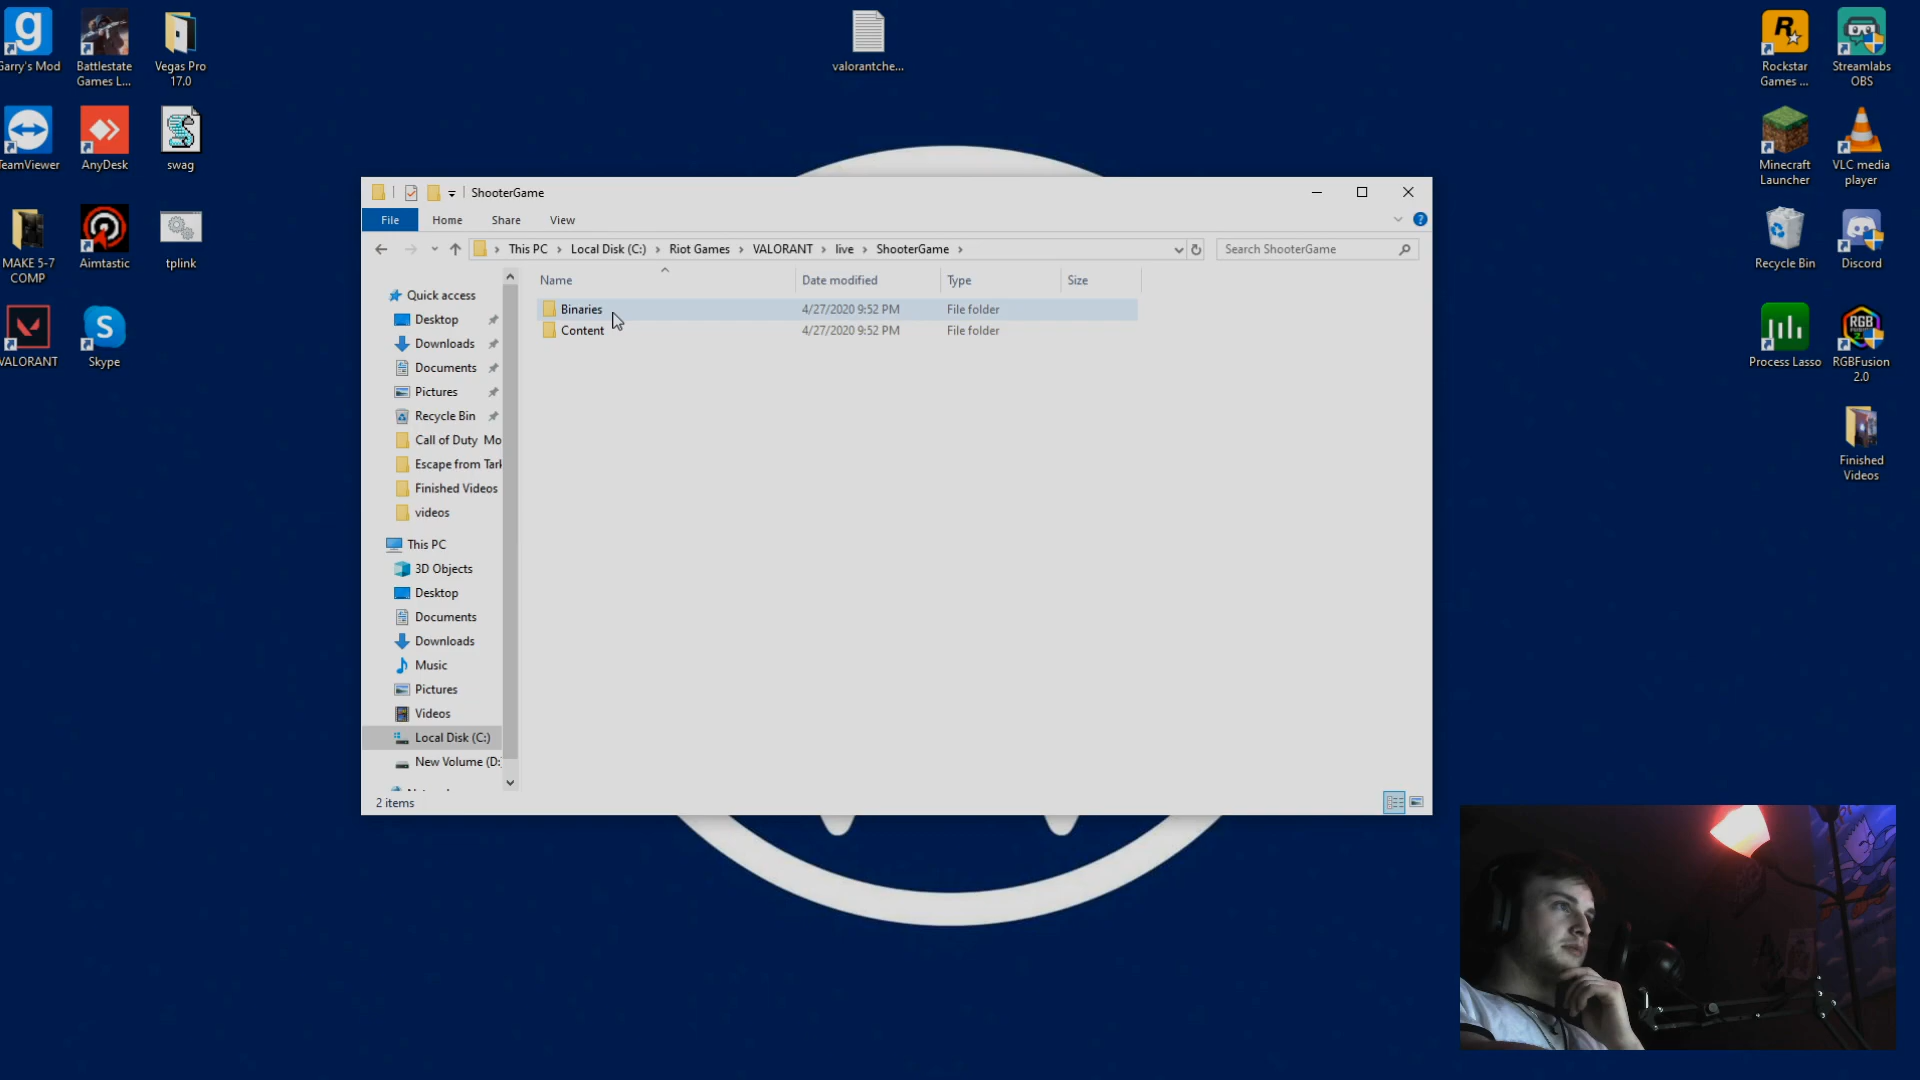 Garry's Mod
Battlestate
Games L...
Vegas Pro
17.0
valorantche...
Rockstar
Games ...
Streamlabs
OBS
TeamViewer
AnyDesk
swag
Minecraft
Launcher
VLC media
player
MAKE 5-7
COMP
Aimtastic
tplink
Recycle Bin
Discord
VALORANT
Skype
Process Lasso
RGBFusion
2.0
Finished
Videos
ShooterGame
File Home Share View
This PC > Local Disk (C:) > Riot Games > VALORANT > live > ShooterGame >
Search ShooterGame
Name Date modified Type Size
Binaries 4/27/2020 9:52 PM File folder
Content 4/27/2020 9:52 PM File folder
Quick access
Desktop
Downloads
Documents
Pictures
Recycle Bin
Call of Duty Mo
Escape from Tark
Finished Videos
videos
This PC
3D Objects
Desktop
Documents
Downloads
Music
Pictures
Videos
Local Disk (C:)
New Volume (D:
2 items